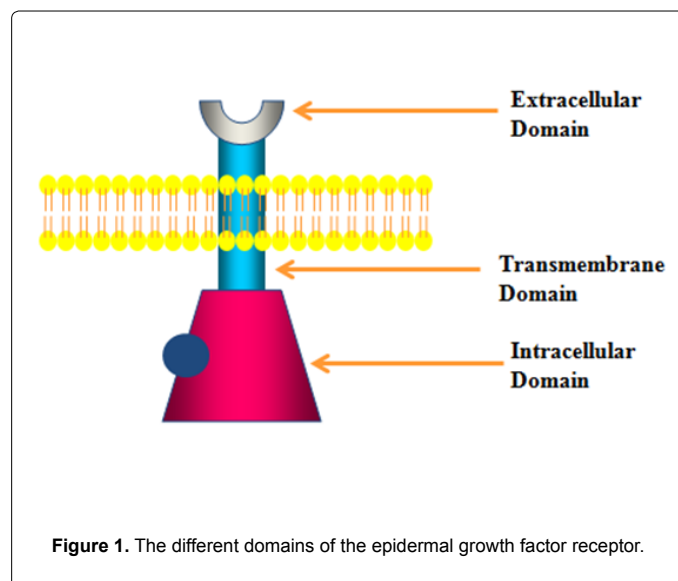 Extracellular
Domain
Transmembrane
Domain
Intracellular
Domain
Figure 1. The different domains of the epidermal growth factor receptor.